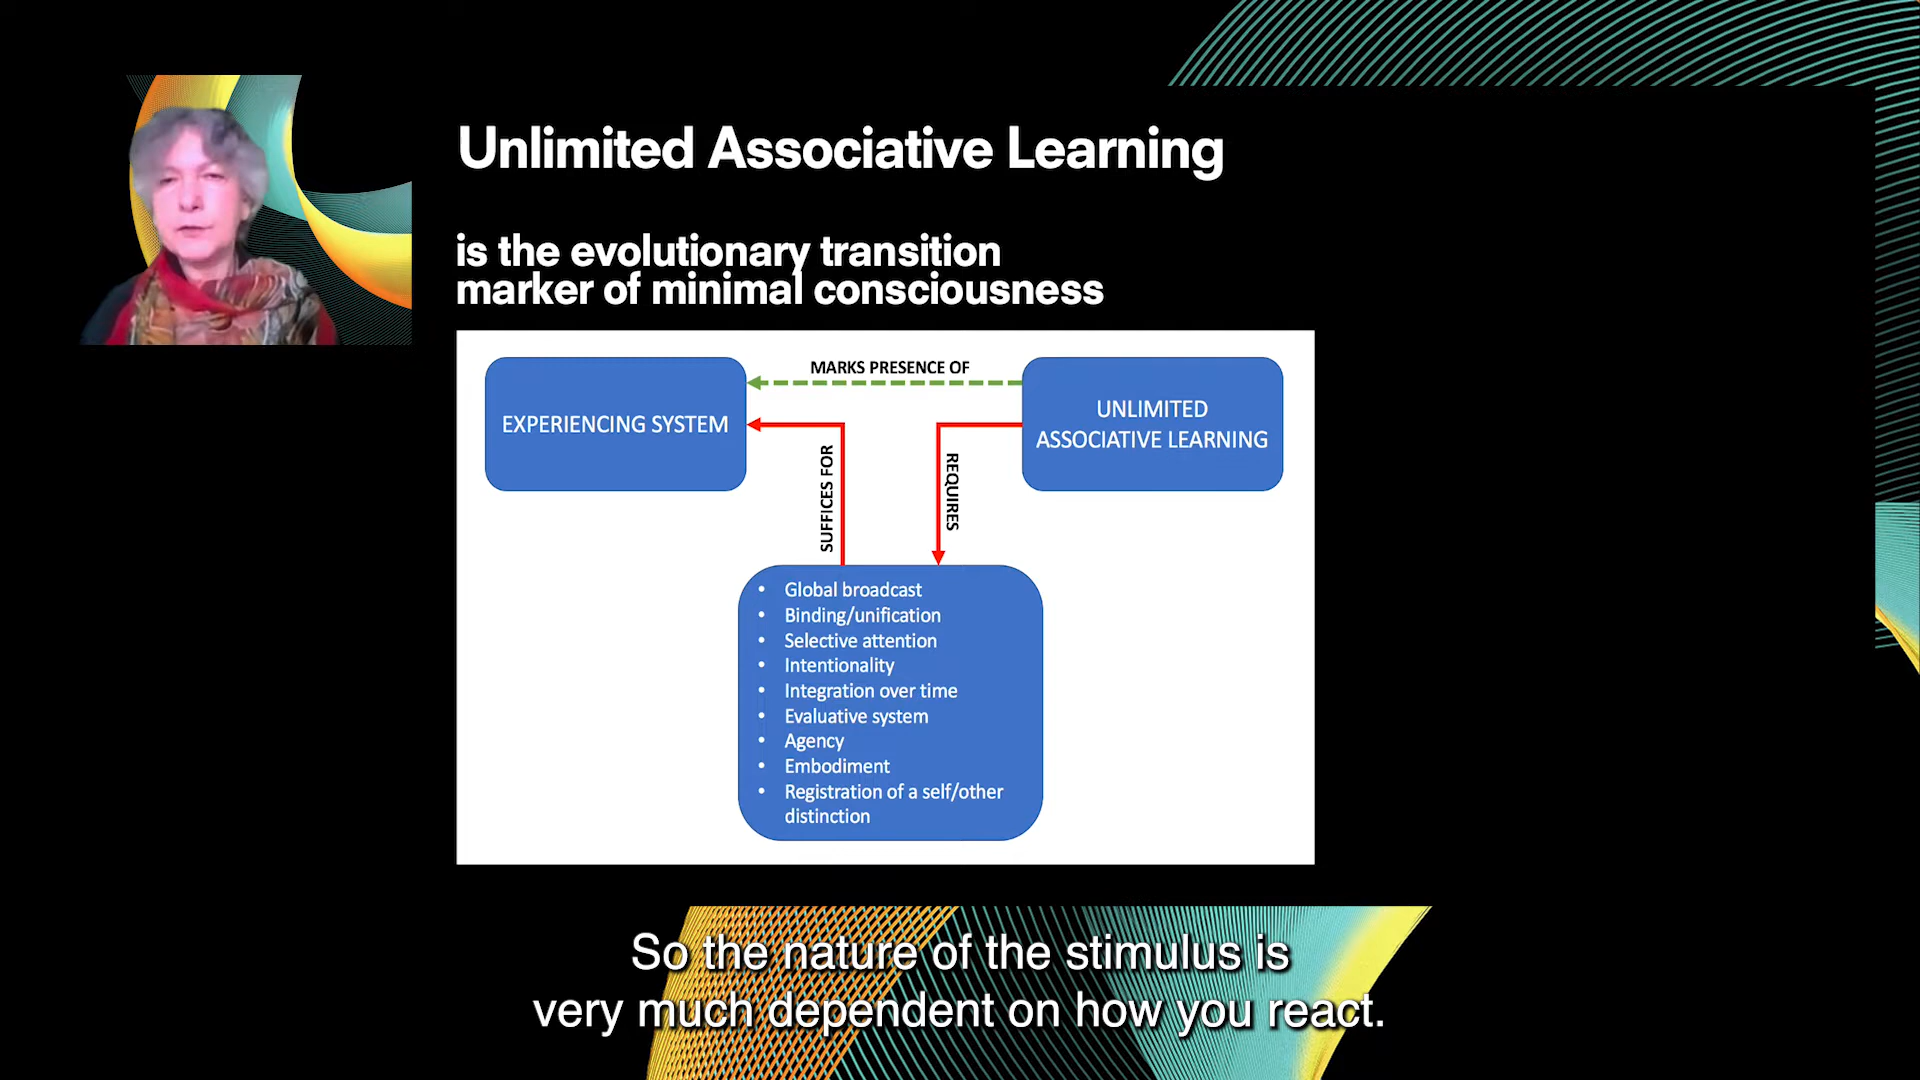 Unlimited Associative Learning
is the evolutionary transition
marker of minimal consciousness
MARKS PRESENCE OF
EXPERIENCING SYSTEM
UNLIMITED
ASSOCIATIVE LEARNING
SUFFICES FOR
REQUIRES
• Global broadcast
• Binding/unification
• Selective attention
• Intentionality
• Integration over time
• Evaluative system
• Agency
• Embodiment
• Registration of a self/other
distinction
So the nature of the stimulus is
very much dependent on how you react.